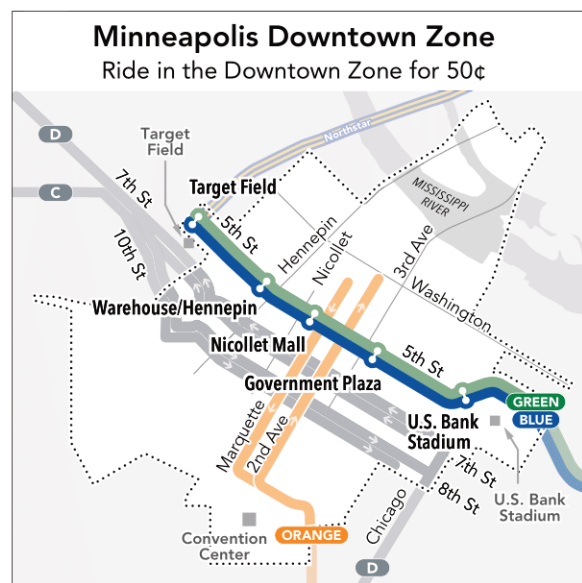 Minneapolis Downtown Zone
Ride in the Downtown Zone for 50¢
D
Target
Field
Northstar
C
7th St
Target Field
MISSISSIPPI
RIVER
10th St
5th St
Hennepin
Nicollet
3rd Ave
Washington
Warehouse/Hennepin
Nicollet Mall
5th St
Government Plaza
GREEN
BLUE
U.S. Bank
Stadium
Marquette
2nd Ave
7th St
8th St
U.S. Bank
Stadium
Chicago
Convention
Center
ORANGE
D